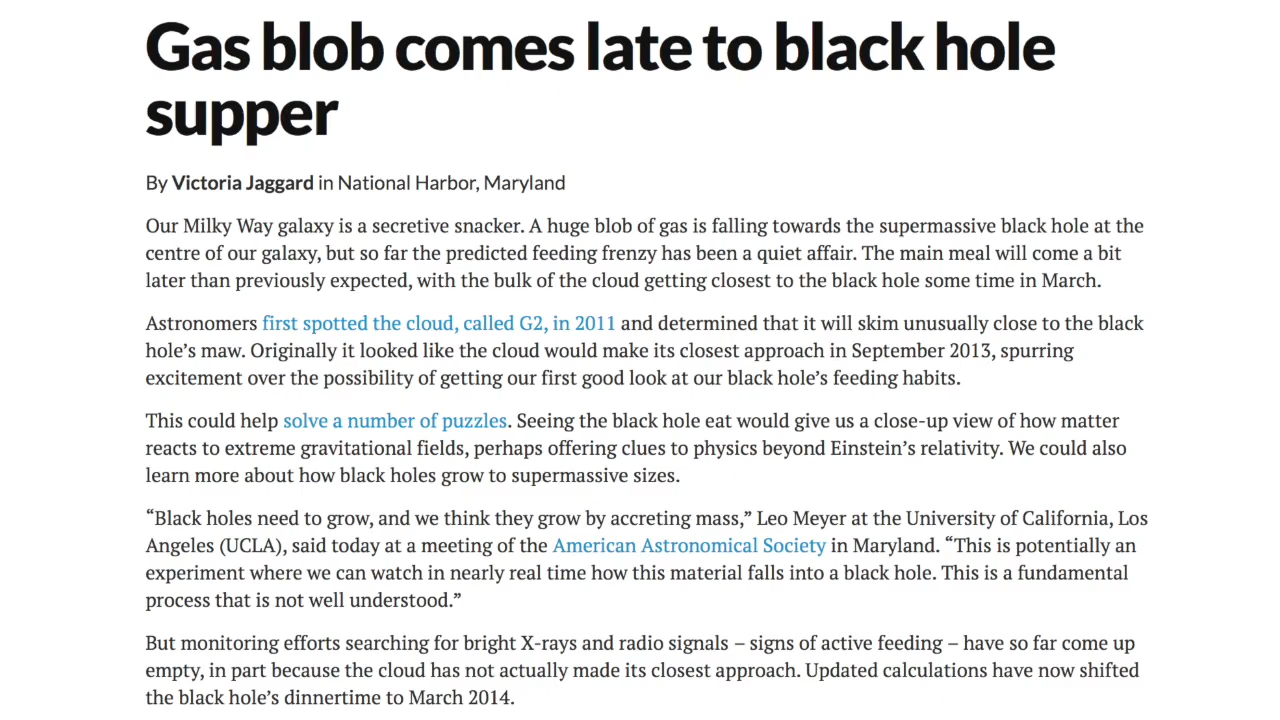 Gas blob comes late to black hole
supper
By Victoria Jaggard in National Harbor, Maryland
Our Milky Way galaxy is a secretive snacker. A huge blob of gas is falling towards the supermassive black hole at the
centre of our galaxy, but so far the predicted feeding frenzy has been a quiet affair. The main meal will come a bit
later than previously expected, with the bulk of the cloud getting closest to the black hole some time in March.
Astronomers first spotted the cloud, called G2, in 2011 and determined that it will skim unusually close to the black
hole’s maw. Originally it looked like the cloud would make its closest approach in September 2013, spurring
excitement over the possibility of getting our first good look at our black hole’s feeding habits.
This could help solve a number of puzzles. Seeing the black hole eat would give us a close-up view of how matter
reacts to extreme gravitational fields, perhaps offering clues to physics beyond Einstein’s relativity. We could also
learn more about how black holes grow to supermassive sizes.
“Black holes need to grow, and we think they grow by accreting mass,” Leo Meyer at the University of California, Los
Angeles (UCLA), said today at a meeting of the American Astronomical Society in Maryland. “This is potentially an
experiment where we can watch in nearly real time how this material falls into a black hole. This is a fundamental
process that is not well understood.”
But monitoring efforts searching for bright X-rays and radio signals – signs of active feeding – have so far come up
empty, in part because the cloud has not actually made its closest approach. Updated calculations have now shifted
the black hole’s dinnertime to March 2014.